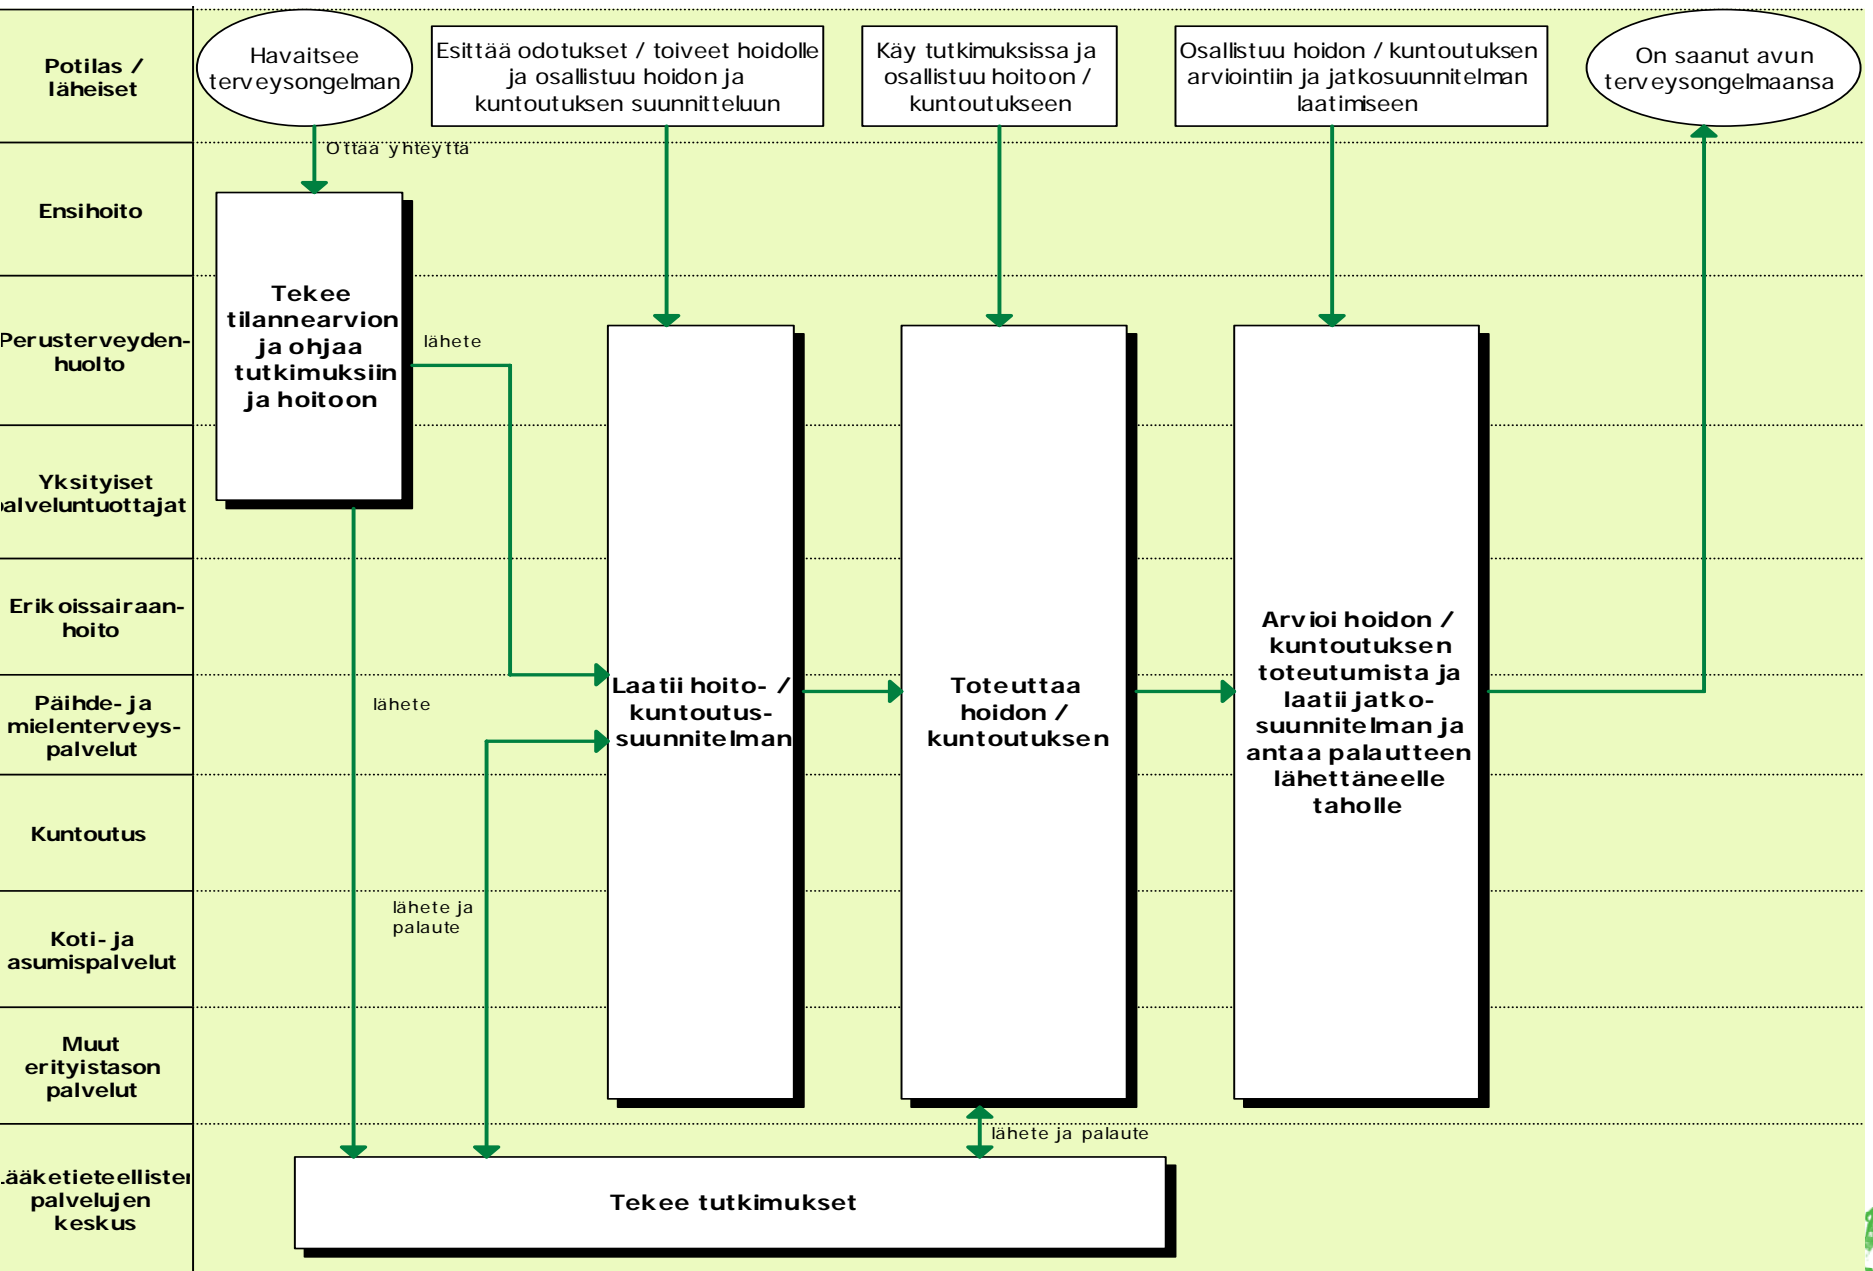 Potilas /
läheiset
Havaitsee
terveysongelman
Esittää odotukset / toiveet hoidolle
ja osallistuu hoidon ja
kuntoutuksen suunnitteluun
Käy tutkimuksissa ja
osallistuu hoitoon /
kuntoutukseen
Osallistuu hoidon / kuntoutuksen
arviointiin ja jatkosuunnitelman
laatimiseen
On saanut avun
terveysongelmaansa
Ottaa yhteyttä
Ensihoito
Tekee
tilannearvion
ja ohjaa
tutkimuksiin
ja hoitoon
Perusterveyden-
huolto
lähete
Yksityiset
alveluntuottajat
Erikoissairaan-
hoito
Päihde- ja
mielenterveys-
palvelut
lähete
Laatii hoito- /
kuntoutus-
suunnitelman
Toteuttaa
hoidon /
kuntoutuksen
Arvioi hoidon /
kuntoutuksen
toteutumista ja
laatii jatko-
suunnitelman ja
antaa palautteen
lähettäneelle
taholle
Kuntoutus
Koti- ja
asumispalvelut
lähete ja
palaute
Muut
erityistason
palvelut
lähete ja palaute
ääketieteellisten
palvelujen
keskus
Tekee tutkimukset